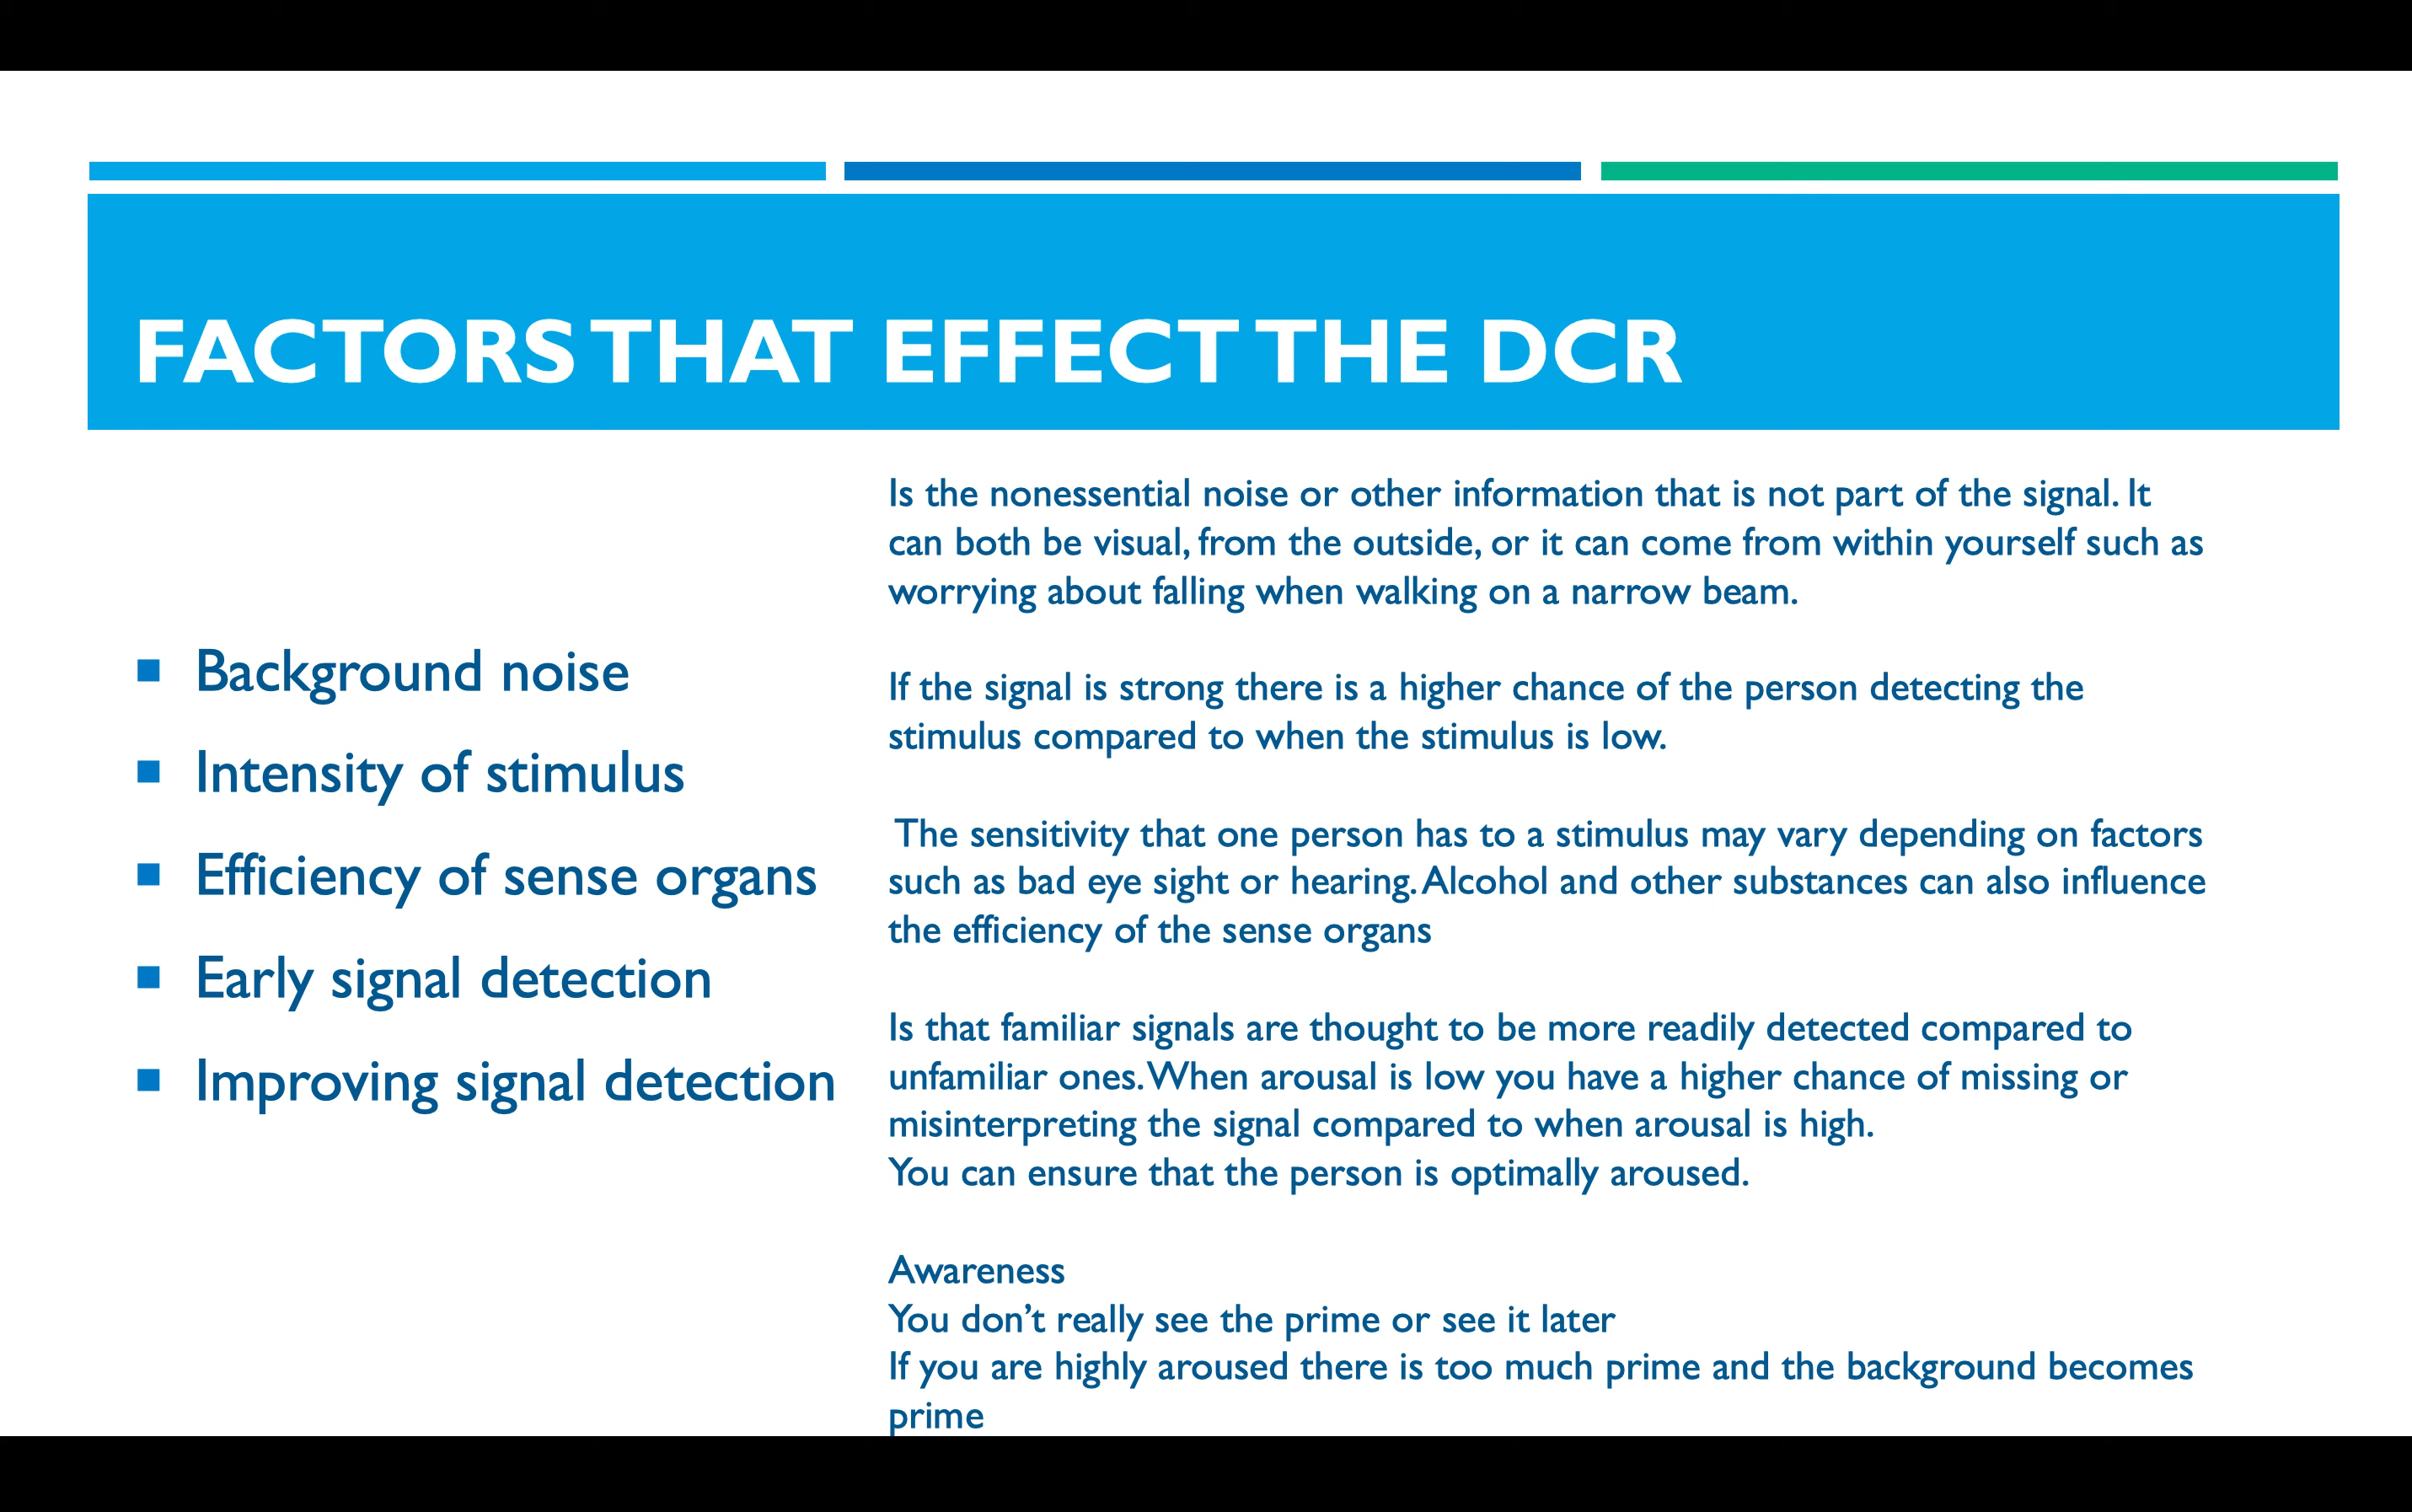 FACTORS THAT EFFECT THE DCR
Background noise
Intensity of stimulus
Efficiency of sense organs
Early signal detection
Improving signal detection
Is the nonessential noise or other information that is not part of the signal. It
can both be visual, from the outside, or it can come from within yourself such as
worrying about falling when walking on a narrow beam.
If the signal is strong there is a higher chance of the person detecting the
stimulus compared to when the stimulus is low.
The sensitivity that one person has to a stimulus may vary depending on factors
such as bad eye sight or hearing. Alcohol and other substances can also influence
the efficiency of the sense organs
Is that familiar signals are thought to be more readily detected compared to
unfamiliar ones. When arousal is low you have a higher chance of missing or
misinterpreting the signal compared to when arousal is high.
You can ensure that the person is optimally aroused.
Awareness
You don’t really see the prime or see it later
If you are highly aroused there is too much prime and the background becomes
prime